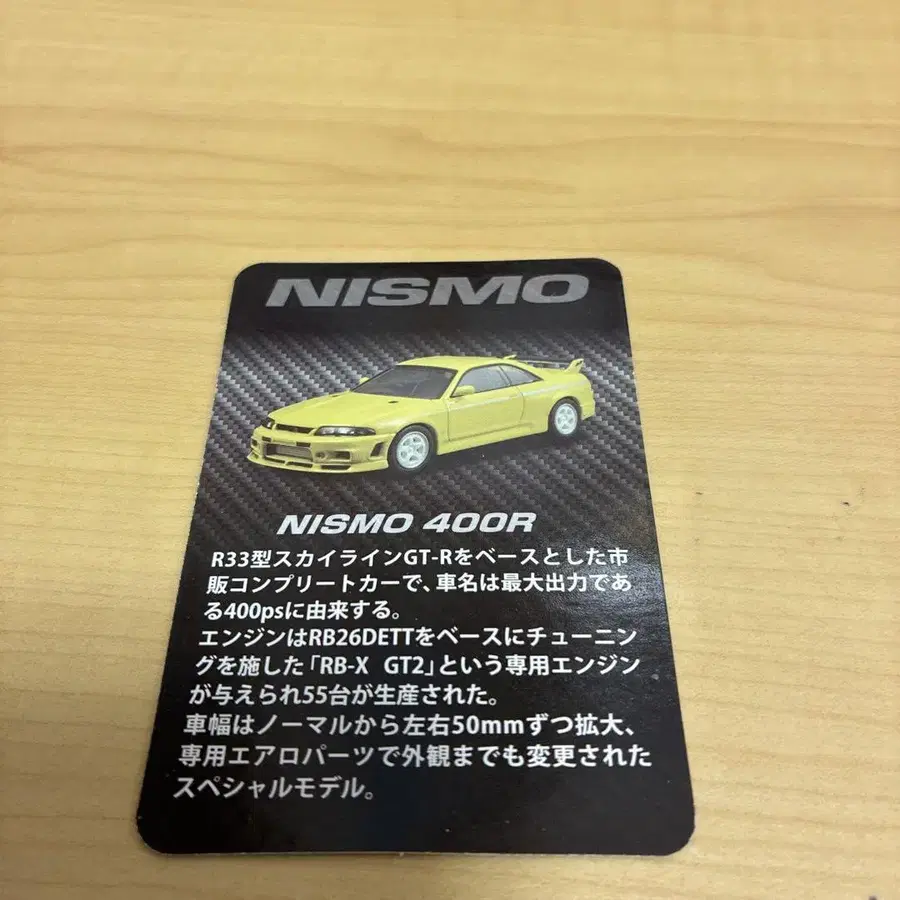 NISMO
NISMO 400R
R33型スカイラインGT-Rをベースとした市
販コンプリートカーで、車名は最大出力であ
る400psに由来する。
エンジンはRB26DETTをベースにチューニン
グを施した「RB-X GT2」という専用エンジン
が与えられ55台が生産された。
車幅はノーマルから左右50mmずつ拡大、
専用エアロパーツで外観までも変更された
スペシャルモデル。